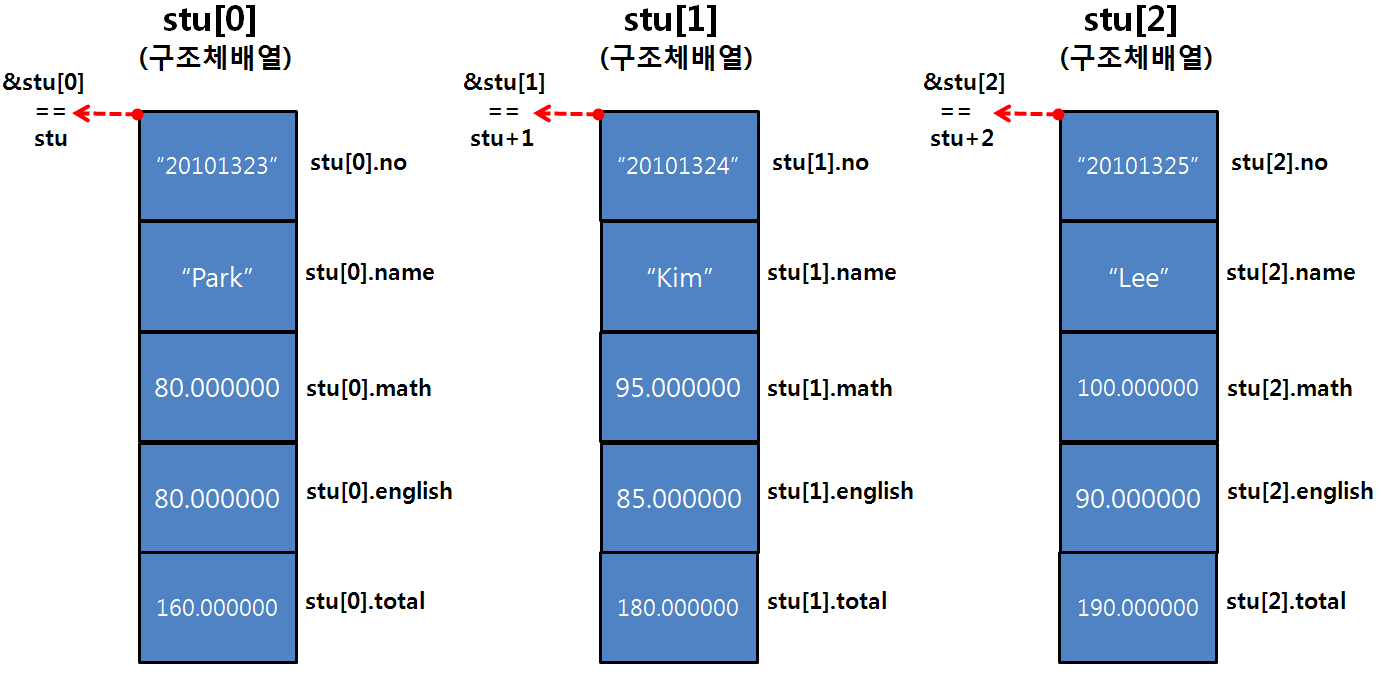 stu[0]
(구조체배열)
&stu[0]
==
stu
“20101323”
stu[0].no
“Park”
stu[0].name
80.000000
stu[0].math
80.000000
stu[0].english
160.000000
stu[0].total
stu[1]
(구조체배열)
&stu[1]
==
stu+1
“20101324”
stu[1].no
“Kim”
stu[1].name
95.000000
stu[1].math
85.000000
stu[1].english
180.000000
stu[1].total
stu[2]
(구조체배열)
&stu[2]
==
stu+2
“20101325”
stu[2].no
“Lee”
stu[2].name
100.000000
stu[2].math
90.000000
stu[2].english
190.000000
stu[2].total